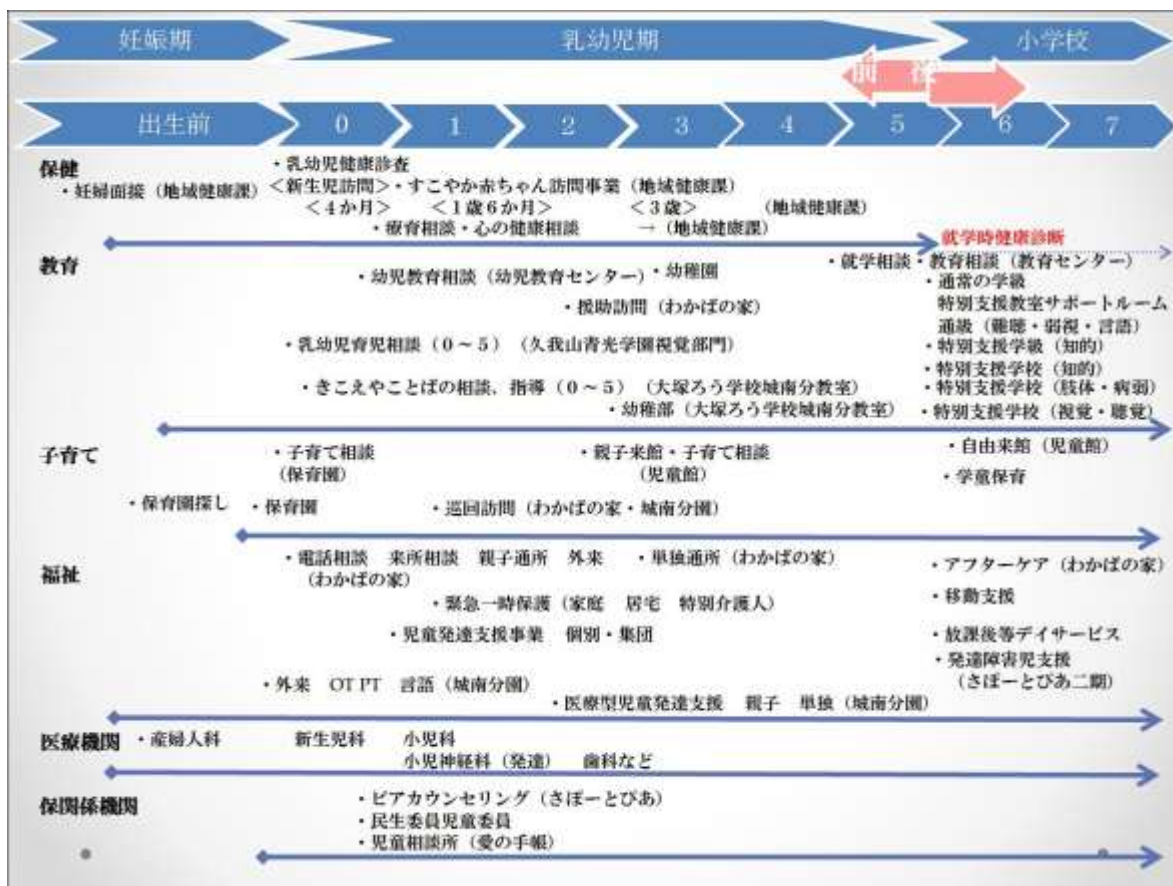 妊娠期 乳幼児期 小学校
前 後
出生前 0 1 2 3 4 5 6 7
保健
・乳幼児健康診査
・妊婦面接（地域健康課）
＜新生児訪問＞・すこやか赤ちゃん訪問事業（地域健康課）
＜４か月＞ ＜１歳６か月＞ ＜３歳＞ （地域健康課）
・療育相談・心の健康相談 →（地域健康課）
就学時健康診断
教育
・就学相談・教育相談（教育センター）
・幼児教育相談（幼児教育センター）・幼稚園
・通常の学級
特別支援教室サポートルーム
・援助訪問（わかばの家）
通級（難聴・弱視・言語）
・乳幼児育児相談（０～５）（久我山青光学園視覚部門）
・特別支援学級（知的）
・特別支援学校（知的）
・きこえやことばの相談、指導（０～５）（大塚ろう学校城南分教室）
・特別支援学校（肢体・病弱）
・幼稚部（大塚ろう学校城南分教室）
・特別支援学校（視覚・聴覚）
子育て
・子育て相談
（保育園）
・親子来館・子育て相談
（児童館）
・自由来館（児童館）
・学童保育
・保育園探し ・保育園 ・巡回訪問（わかばの家・城南分園）
福祉
・電話相談 来所相談 親子通所 外来 ・単独通所（わかばの家）
（わかばの家）
・アフターケア（わかばの家）
・緊急一時保護（家庭 居宅 特別介護人）
・移動支援
・児童発達支援事業 個別・集団
・放課後等デイサービス
・発達障害児支援
（さぽーとぴあ二期）
・外来 OT PT 言語（城南分園）
・医療型児童発達支援 親子 単独（城南分園）
医療機関 ・産婦人科 新生児科 小児科
小児神経科（発達） 歯科など
保関係機関
・ピアカウンセリング（さぽーとぴあ）
・民生委員児童委員
・児童相談所（愛の手帳）